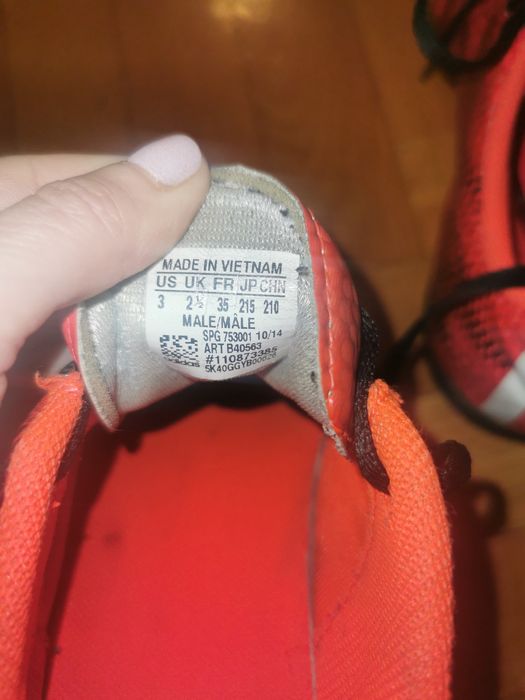 MADE IN VIETNAM
US UK FR JP CHN
3 2½ 35 215 210
MALE/MÂLE
SPG 753001 10/14
ART B40563
#110873385
5K40GGYB00626
adidas